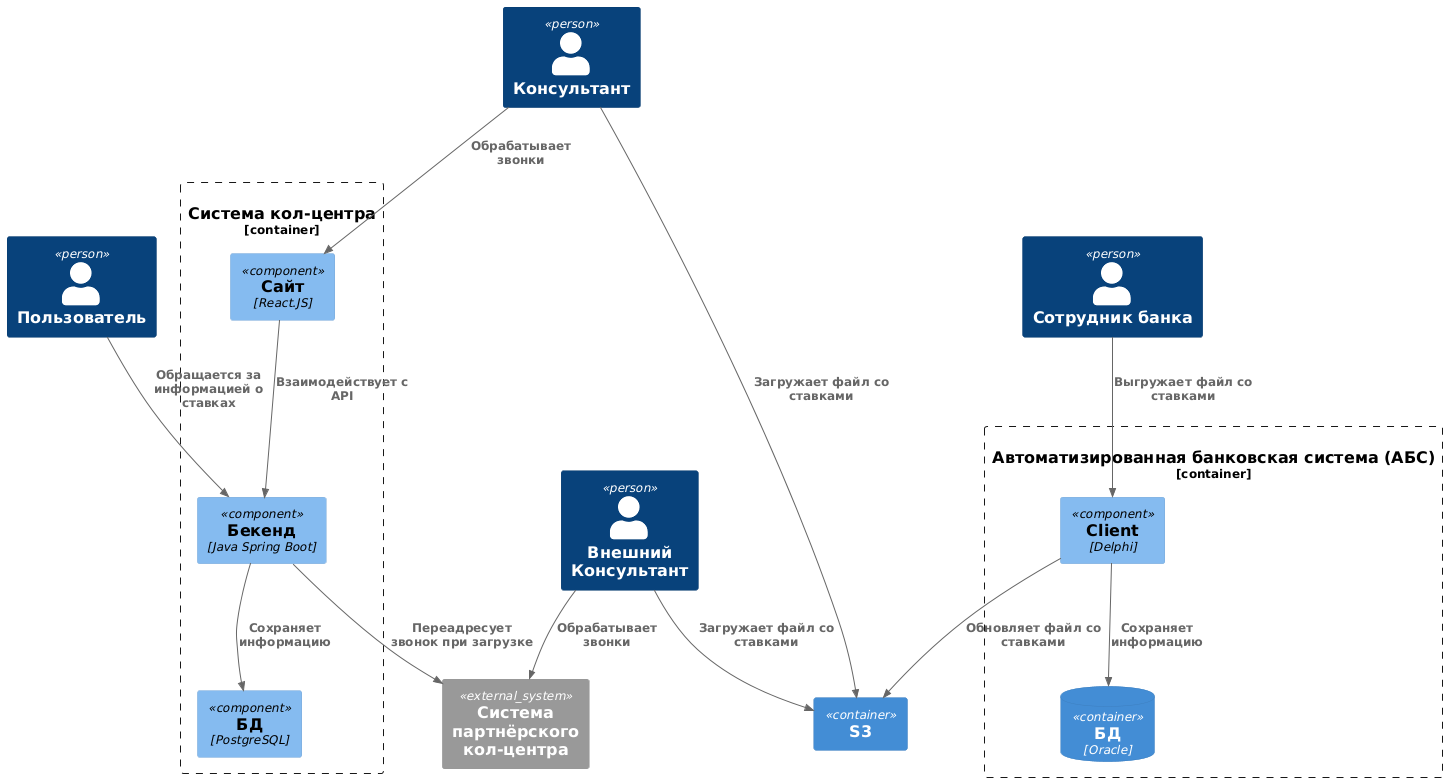 «person»
Консультант
Обрабатывает
звонки
Система кол-центра
[container]
«component»
Сайт
[React.JS]
«person»
Пользователь
«person»
Сотрудник банка
Обращается за
информацией о
ставках
Взаимодействует с
API
Загружает файл со
ставками
Выгружает файл со
ставками
Автоматизированная банковская система (АБС)
[container]
«component»
Бекенд
[Java Spring Boot]
«person»
Внешний
Консультант
«component»
Client
[Delphi]
Сохраняет
информацию
Переадресует
звонок при загрузке
Обрабатывает
звонки
Загружает файл со
ставками
Обновляет файл со
ставками
Сохраняет
информацию
«component»
БД
[PostgreSQL]
«external_system»
Система
партнёрского
кол-центра
«container»
S3
«container»
БД
[Oracle]